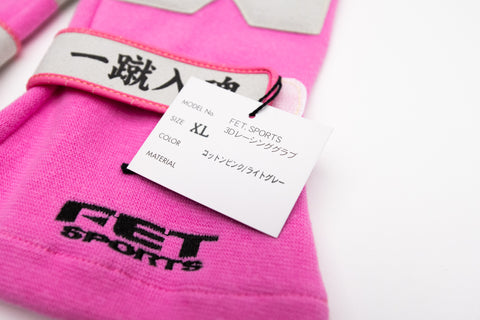 一蹴入魂
MODEL No. FET.SPORTS
3Dレーシンググラブ
SIZE XL
COLOR コットンピンク/ライトグレー
MATERIAL
FET
SPORTS